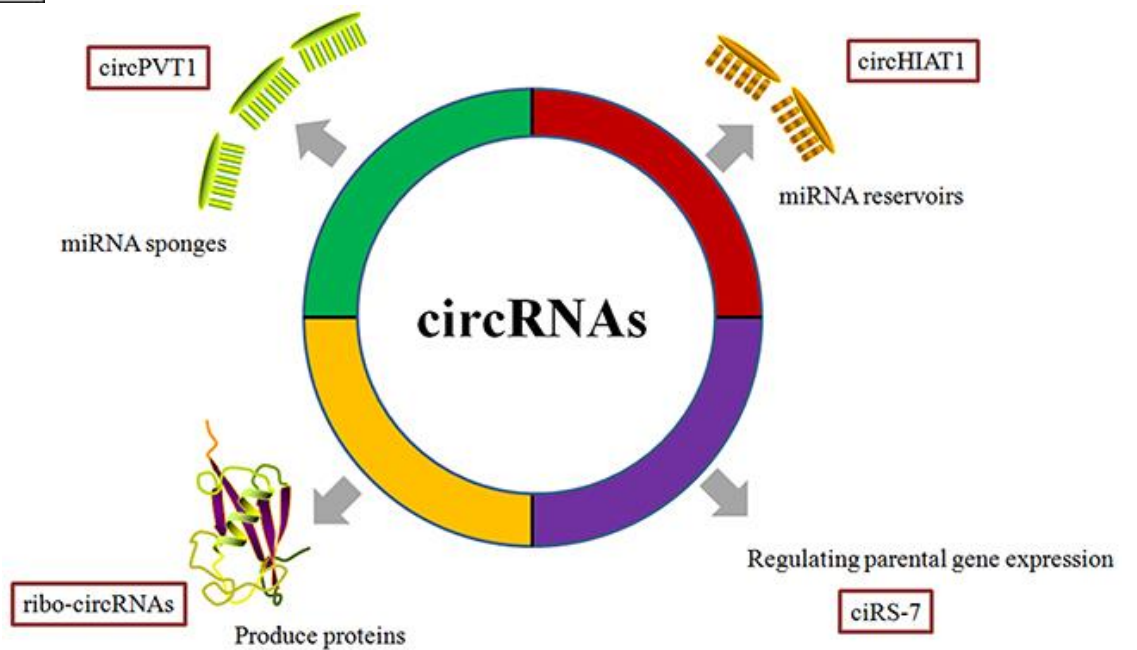 circPVT1
circHIAT1
miRNA sponges
miRNA reservoirs
circRNAs
ribo-circRNAs
Produce proteins
Regulating parental gene expression
ciRS-7